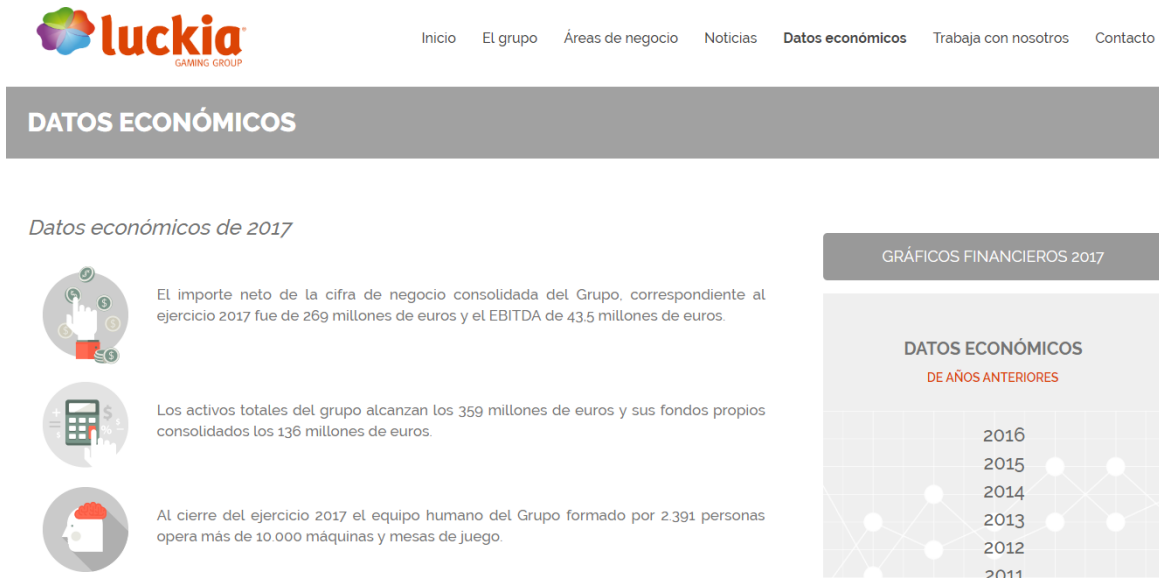 luckia
GAMING GROUP
Inicio El grupo Áreas de negocio Noticias Datos económicos Trabaja con nosotros Contacto
DATOS ECONÓMICOS
Datos económicos de 2017
El importe neto de la cifra de negocio consolidada del Grupo, correspondiente al
ejercicio 2017 fue de 269 millones de euros y el EBITDA de 43,5 millones de euros.
Los activos totales del grupo alcanzan los 359 millones de euros y sus fondos propios
consolidados los 136 millones de euros.
Al cierre del ejercicio 2017 el equipo humano del Grupo formado por 2.391 personas
opera más de 10.000 máquinas y mesas de juego.
GRÁFICOS FINANCIEROS 2017
DATOS ECONÓMICOS
DE AÑOS ANTERIORES
2016
2015
2014
2013
2012
2011